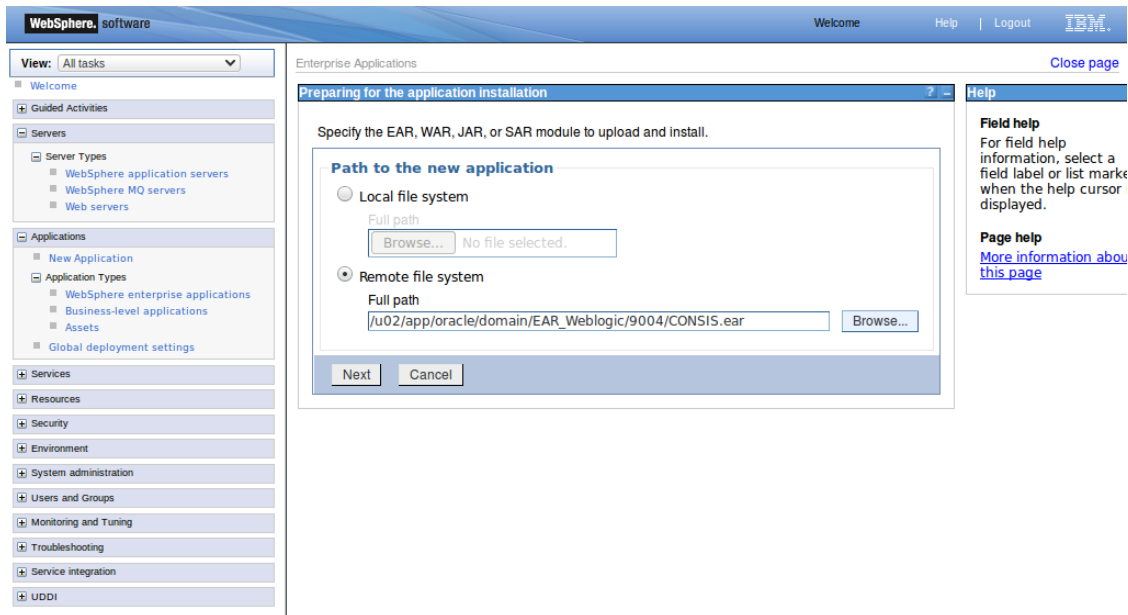 WebSphere. software
Welcome Help | Logout IBM.
View: All tasks
Welcome
Guided Activities
Servers
Server Types
WebSphere application servers
WebSphere MQ servers
Web servers
Applications
New Application
Application Types
WebSphere enterprise applications
Business-level applications
Assets
Global deployment settings
Services
Resources
Security
Environment
System administration
Users and Groups
Monitoring and Tuning
Troubleshooting
Service integration
UDDI
Enterprise Applications
Close page
Preparing for the application installation ? –
Specify the EAR, WAR, JAR, or SAR module to upload and install.
Path to the new application
Local file system
Full path
Browse... No file selected.
Remote file system
Full path
/u02/app/oracle/domain/EAR_Weblogic/9004/CONSIS.ear Browse...
Next Cancel
Help
Field help
For field help
information, select a
field label or list marke
when the help cursor
displayed.
Page help
More information abou
this page